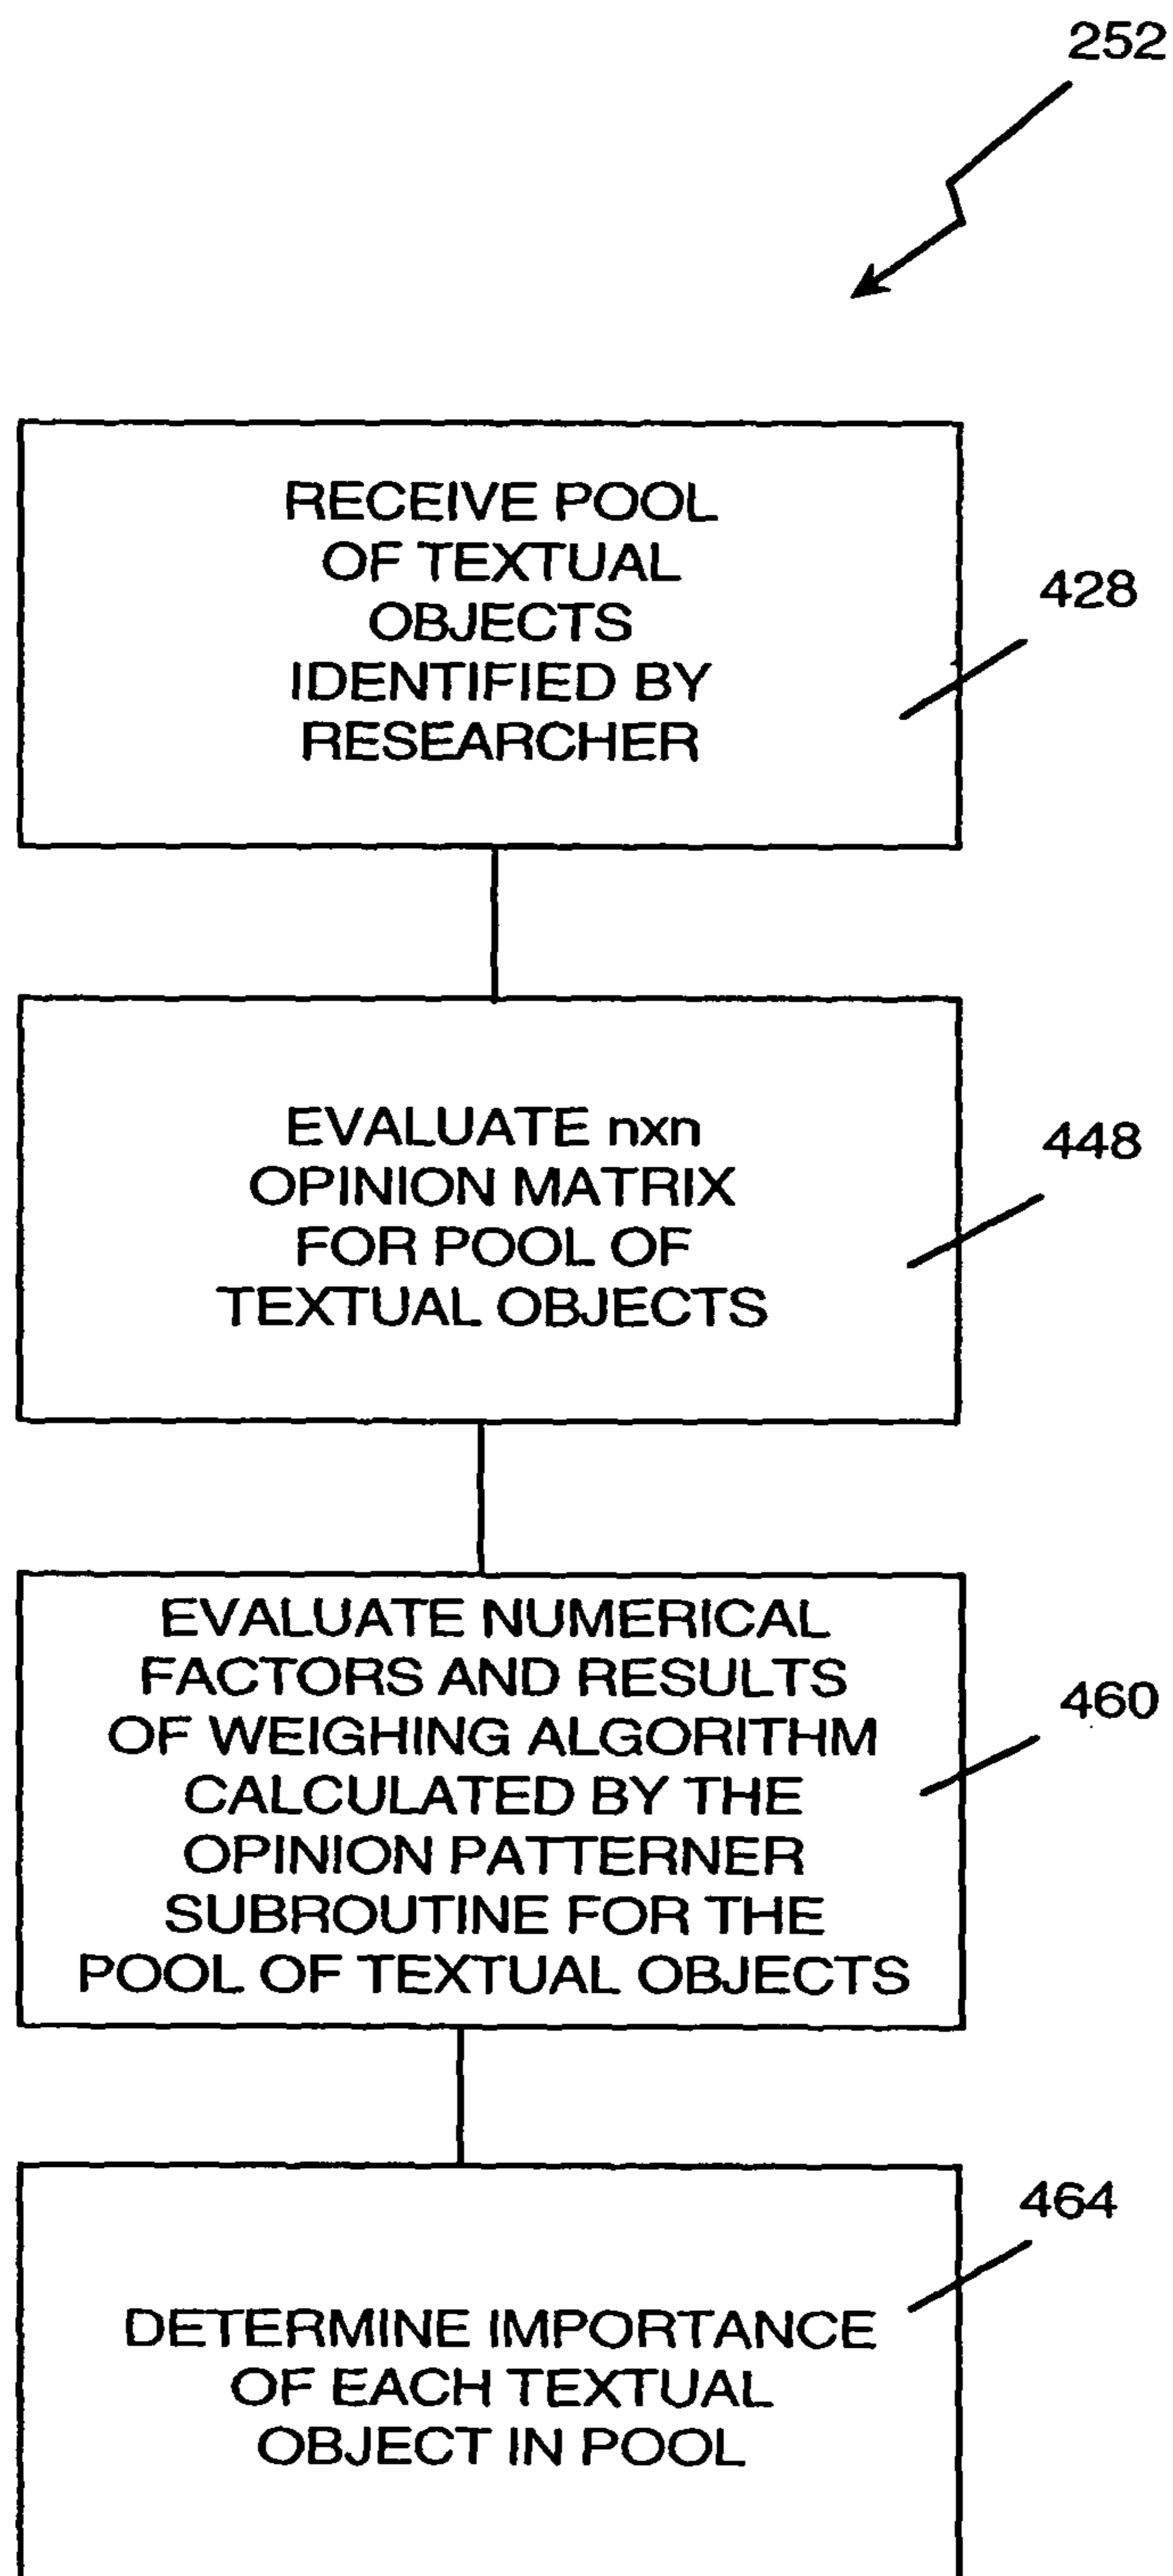 252
RECEIVE POOL
OF TEXTUAL
OBJECTS
IDENTIFIED BY
RESEARCHER
428
EVALUATE nxn
OPINION MATRIX
FOR POOL OF
TEXTUAL OBJECTS
448
EVALUATE NUMERICAL
FACTORS AND RESULTS
OF WEIGHING ALGORITHM
CALCULATED BY THE
OPINION PATTERNER
SUBROUTINE FOR THE
POOL OF TEXTUAL OBJECTS
460
DETERMINE IMPORTANCE
OF EACH TEXTUAL
OBJECT IN POOL
464